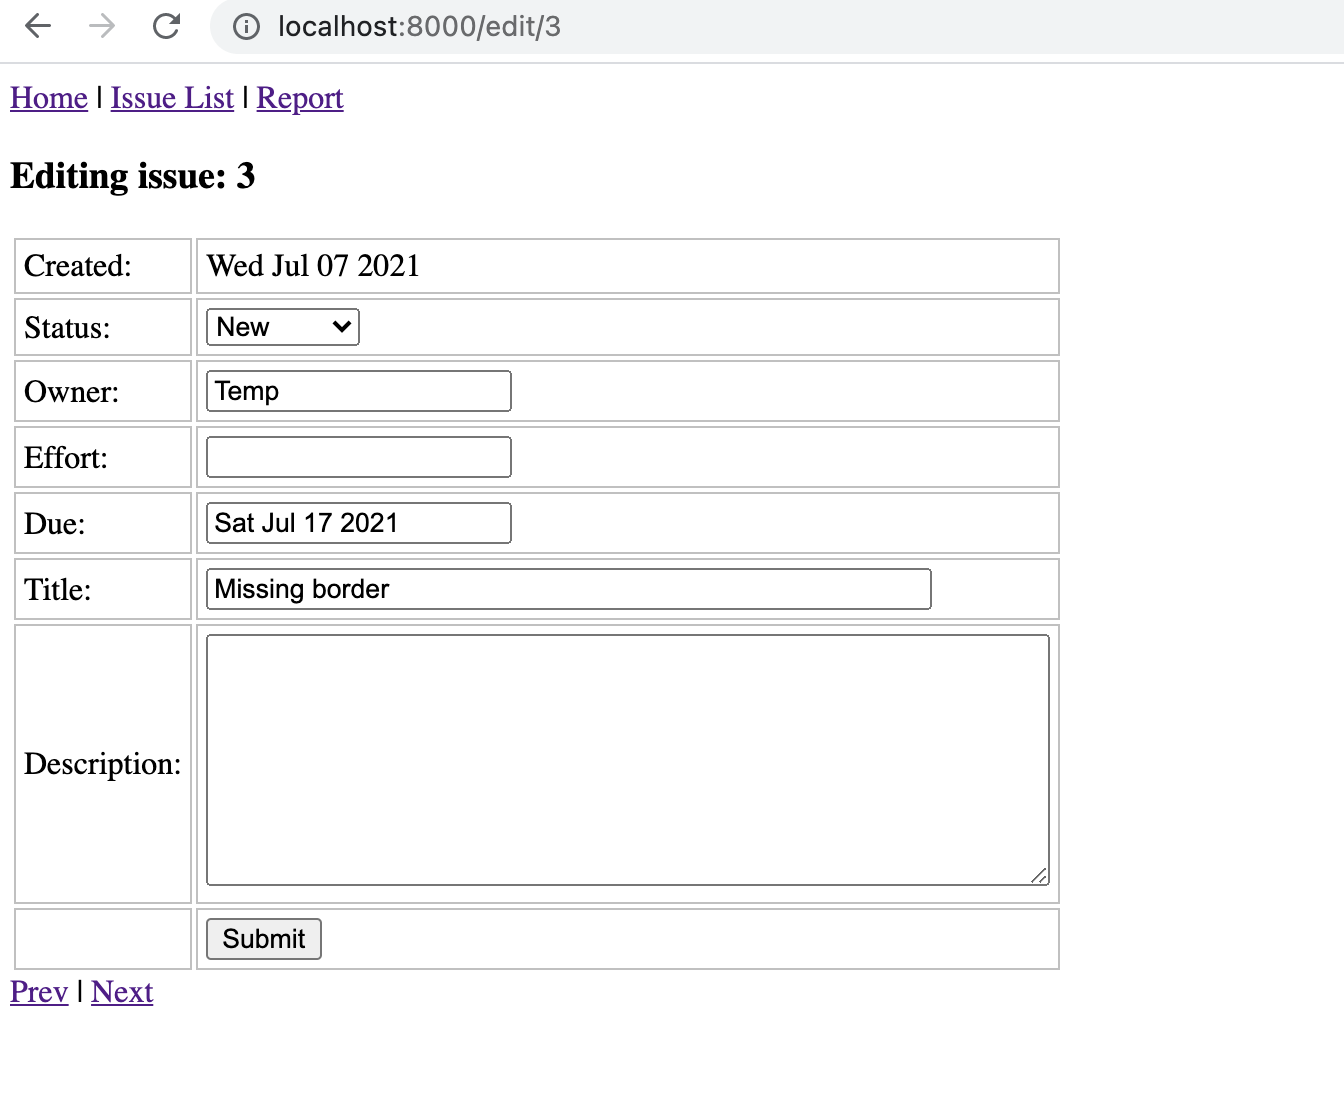 localhost:8000/edit/3
Home | Issue List | Report
Editing issue: 3
Created: Wed Jul 07 2021
Status: New
Owner: Temp
Effort:
Due: Sat Jul 17 2021
Title: Missing border
Description:
Submit
Prev | Next